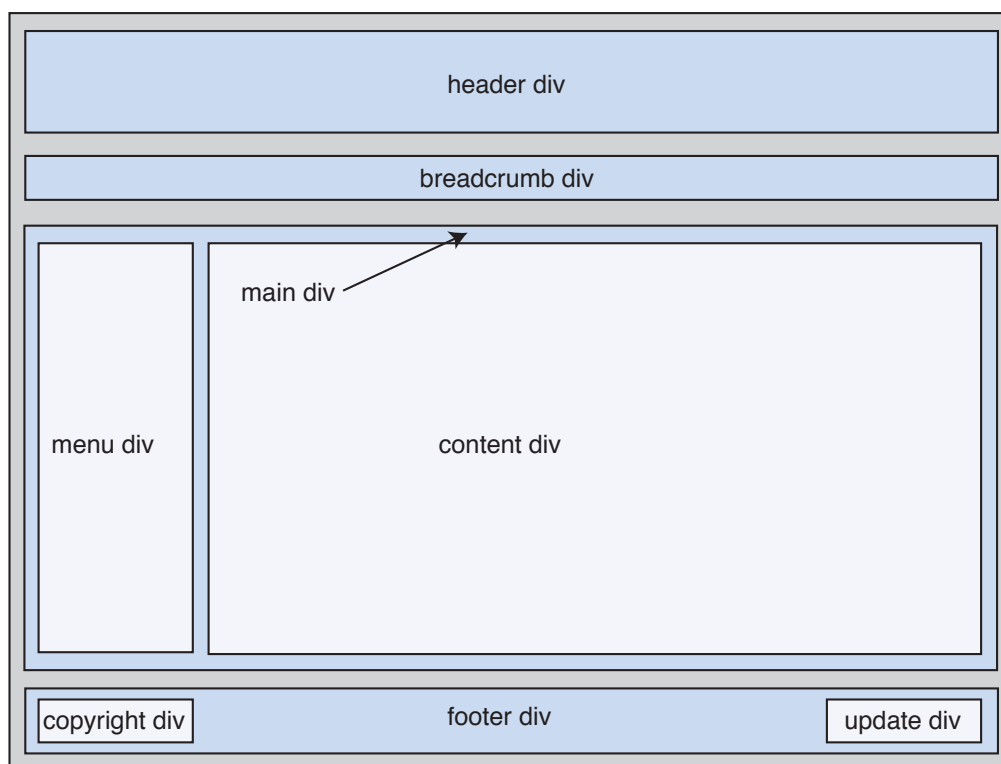 header div
breadcrumb div
main div
menu div
content div
copyright div
footer div
update div